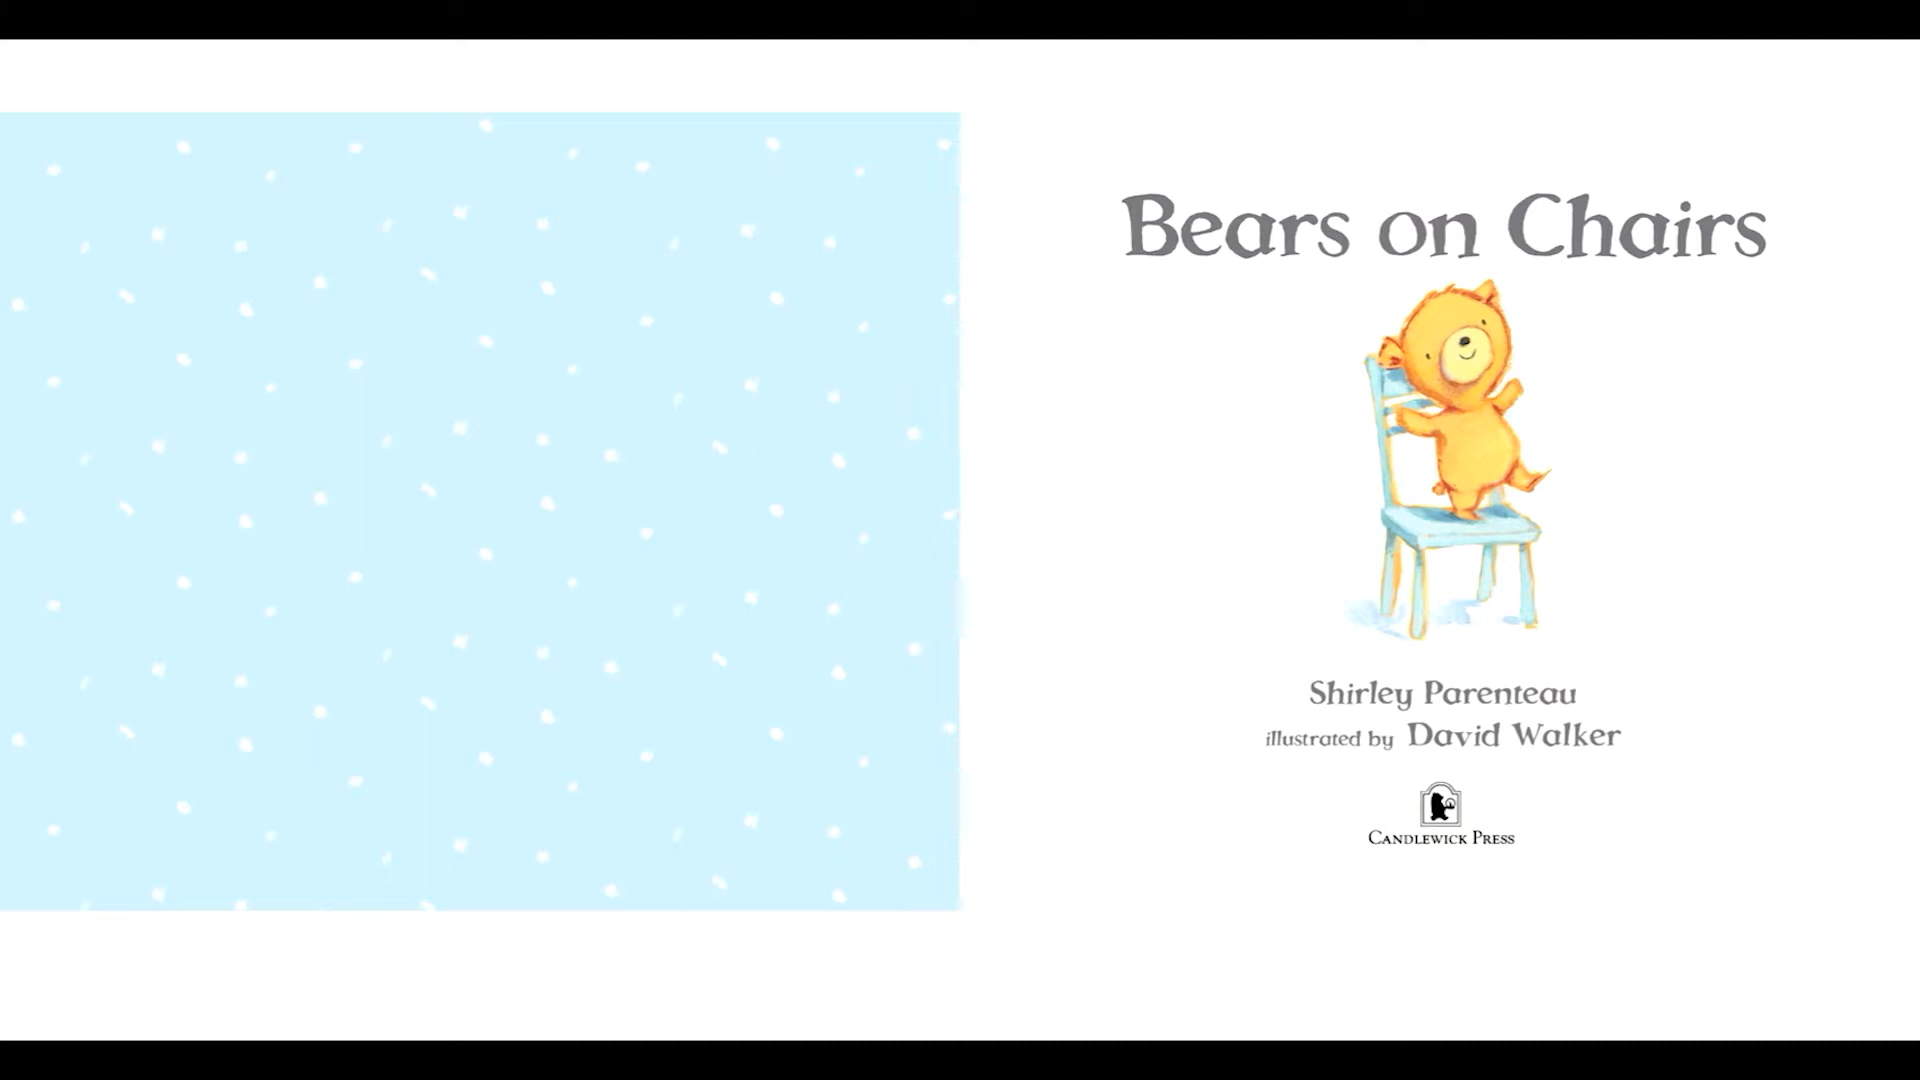 Bears on Chairs
Shirley Parenteau
illustrated by David Walker
Candlewick Press